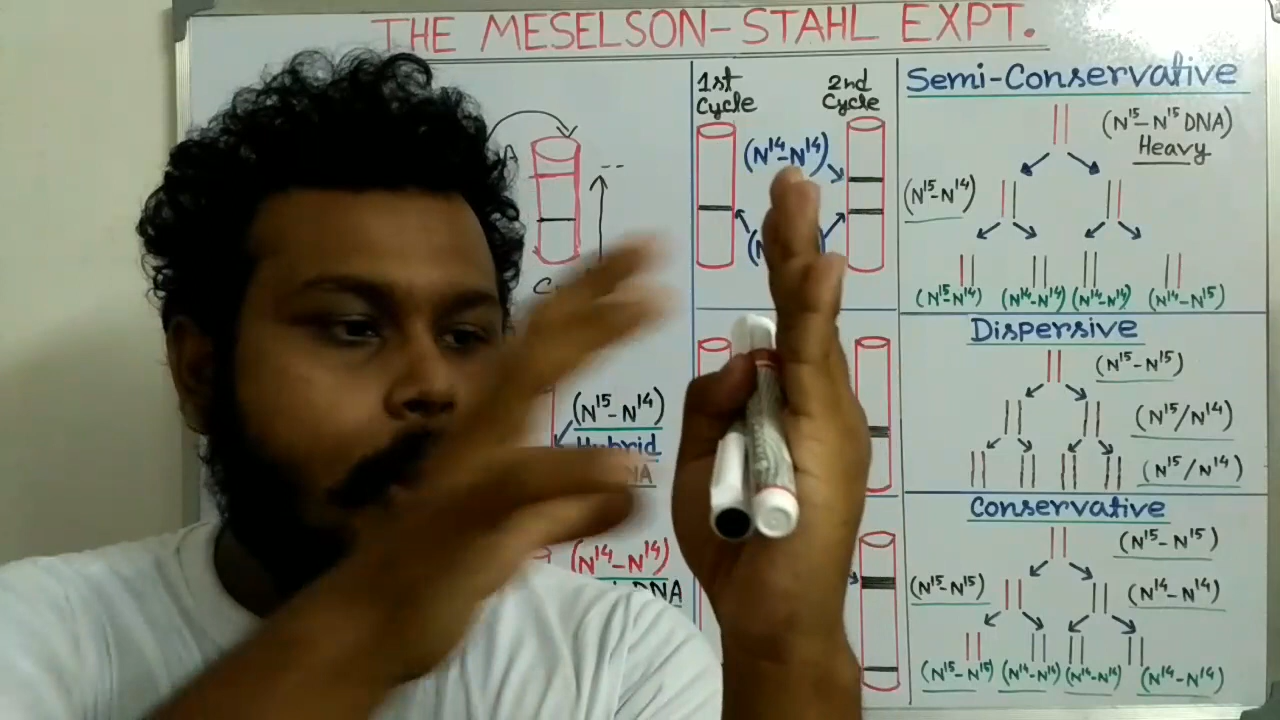 THE MESELSON-STAHL EXPT.
1st
Cycle
2nd
Cycle
(N¹⁴-N¹⁴)
(N¹⁵-N¹⁴)
Hybrid
(N¹⁴-N¹⁴)
DNA
Semi-Conservative
(N¹⁵-N¹⁵ DNA)
Heavy
(N¹⁵-N¹⁴)
(N¹⁵-N¹⁴) (N¹⁴-N¹⁴) (N¹⁴-N¹⁴) (N¹⁴-N¹⁵)
Dispersive
(N¹⁵-N¹⁵)
(N¹⁵/N¹⁴)
(N¹⁵/N¹⁴)
Conservative
(N¹⁵-N¹⁵)
(N¹⁵-N¹⁵) (N¹⁴-N¹⁴)
(N¹⁵-N¹⁵) (N¹⁴-N¹⁴) (N¹⁴-N¹⁴) (N¹⁴-N¹⁴)